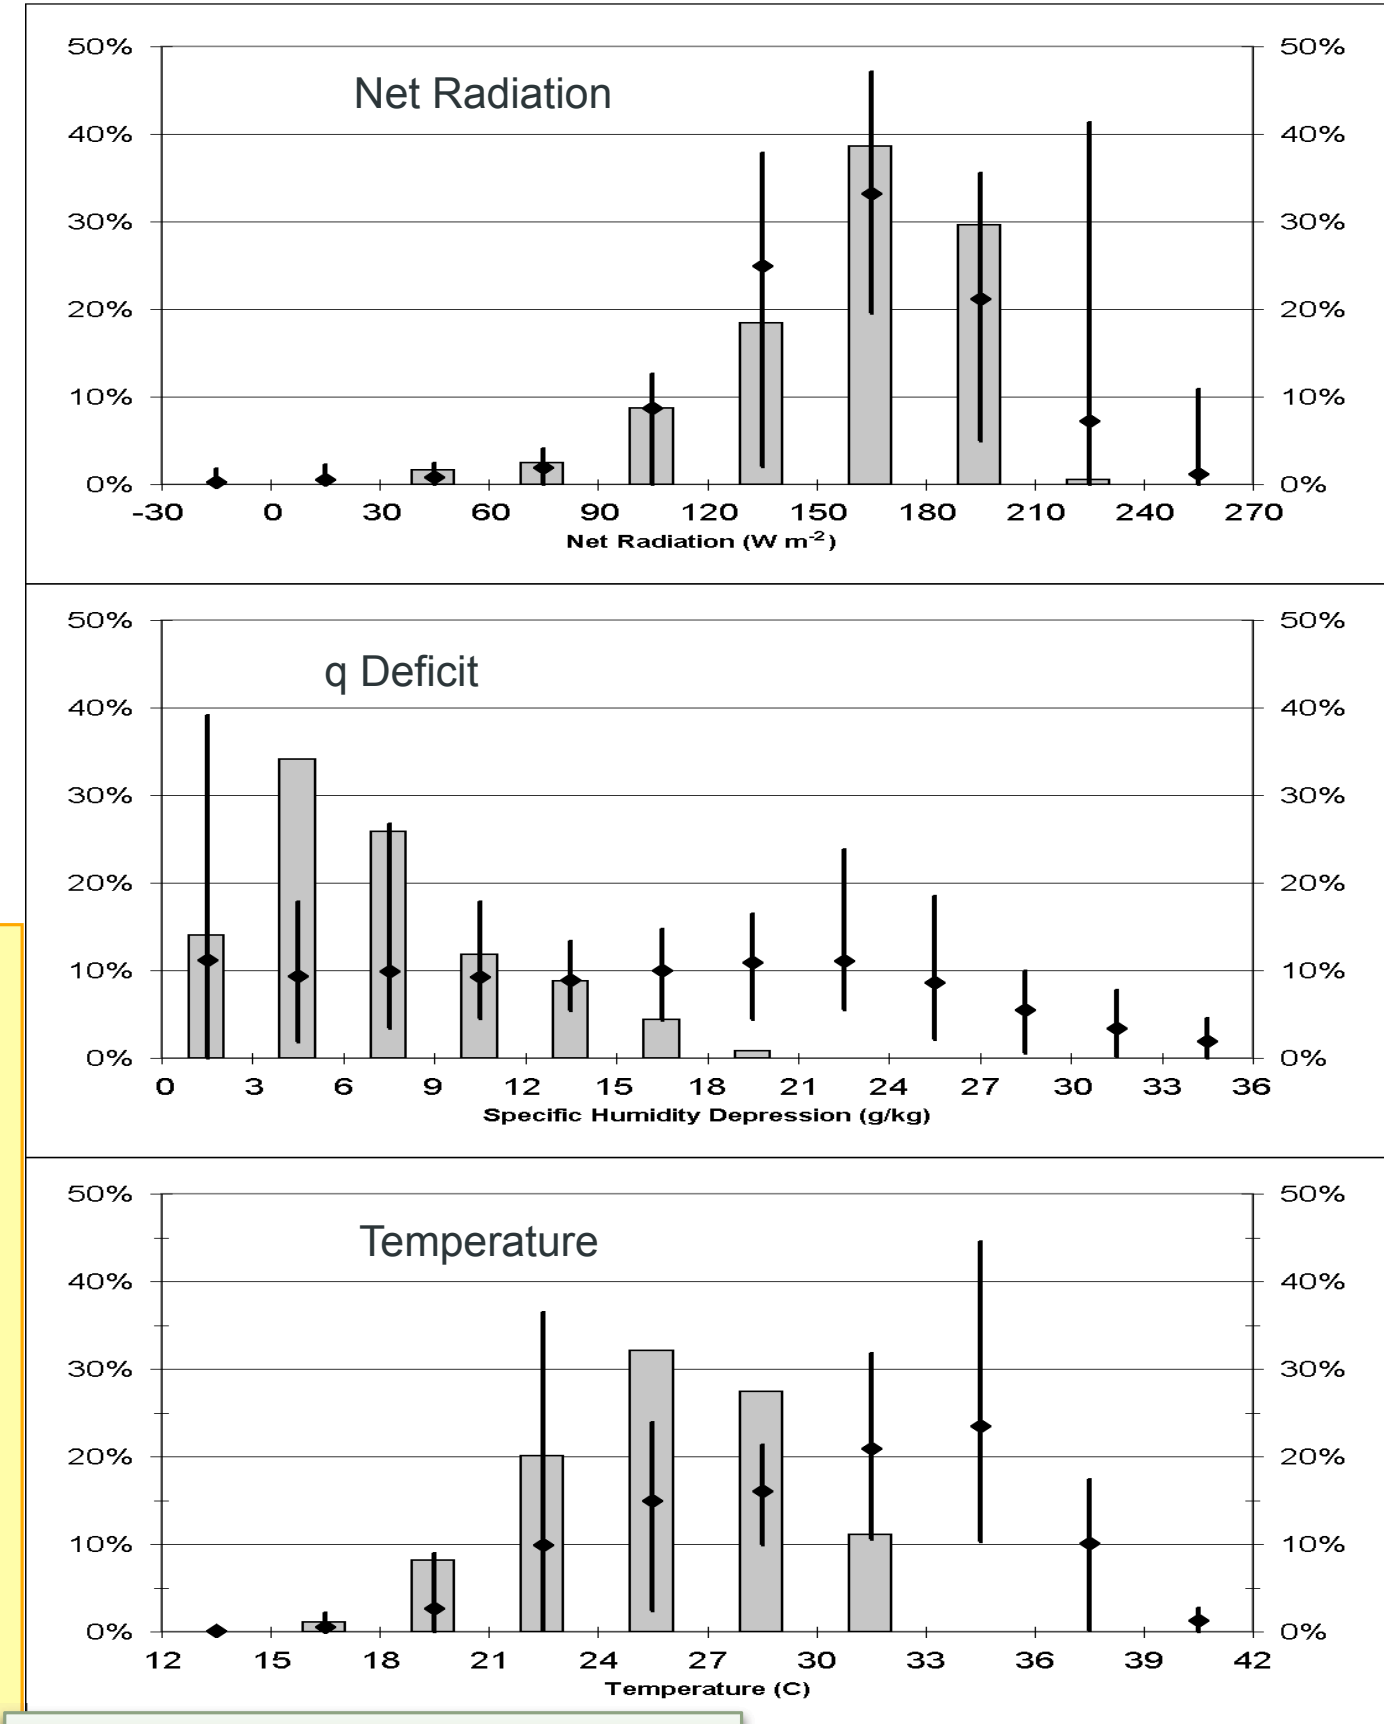 50% 50%
Net Radiation
40% 40%
30% 30%
20% 20%
10% 10%
0% 0%
-30 0 30 60 90 120 150 180 210 240 270
Net Radiation (W m-2)
50% 50%
q Deficit
40% 40%
30% 30%
20% 20%
10% 10%
0% 0%
0 3 6 9 12 15 18 21 24 27 30 33 36
Specific Humidity Depression (g/kg)
50% 50%
Temperature
40% 40%
30% 30%
20% 20%
10% 10%
0% 0%
12 15 18 21 24 27 30 33 36 39 42
Temperature (C)